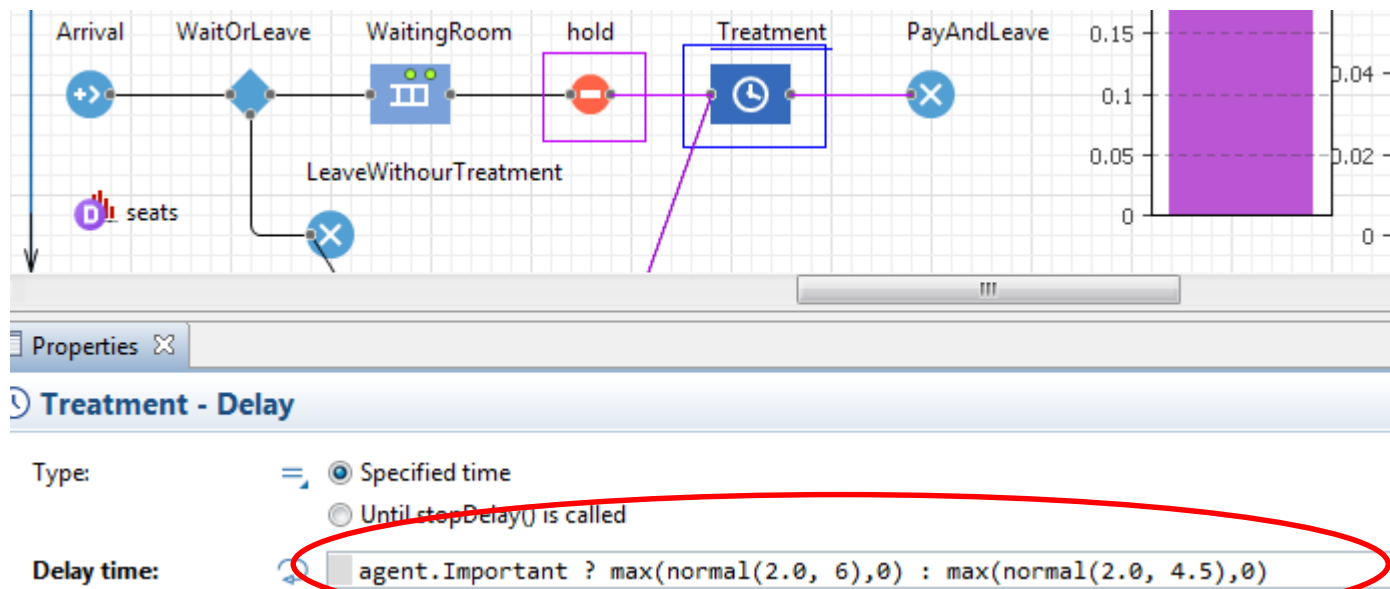 Arrival WaitOrLeave WaitingRoom hold Treatment PayAndLeave 0.15
0.04
0.1
0.05 0.02
LeaveWithourTreatment
D seats
0
0
Properties
Treatment - Delay
Type: Specified time
Until stopDelay() is called
Delay time: agent.Important ? max(normal(2.0, 6),0) : max(normal(2.0, 4.5),0)